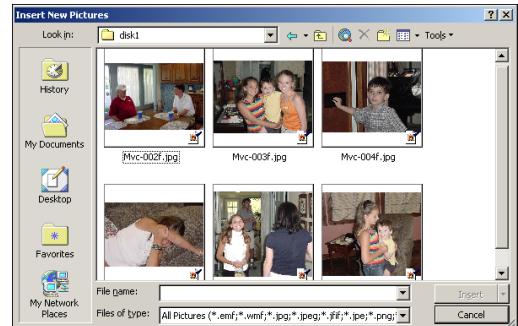 Insert New Pictures
Look in:
disk1
Tools
History
My Documents
Desktop
Favorites
My Network
Places
Mvc-002f.jpg
Mvc-003f.jpg
Mvc-004f.jpg
File name:
Insert
Files of type:
All Pictures (*.emf;*.wmf;*.jpg;*.jpeg;*.jfif;*.jpe;*.png;*
Cancel